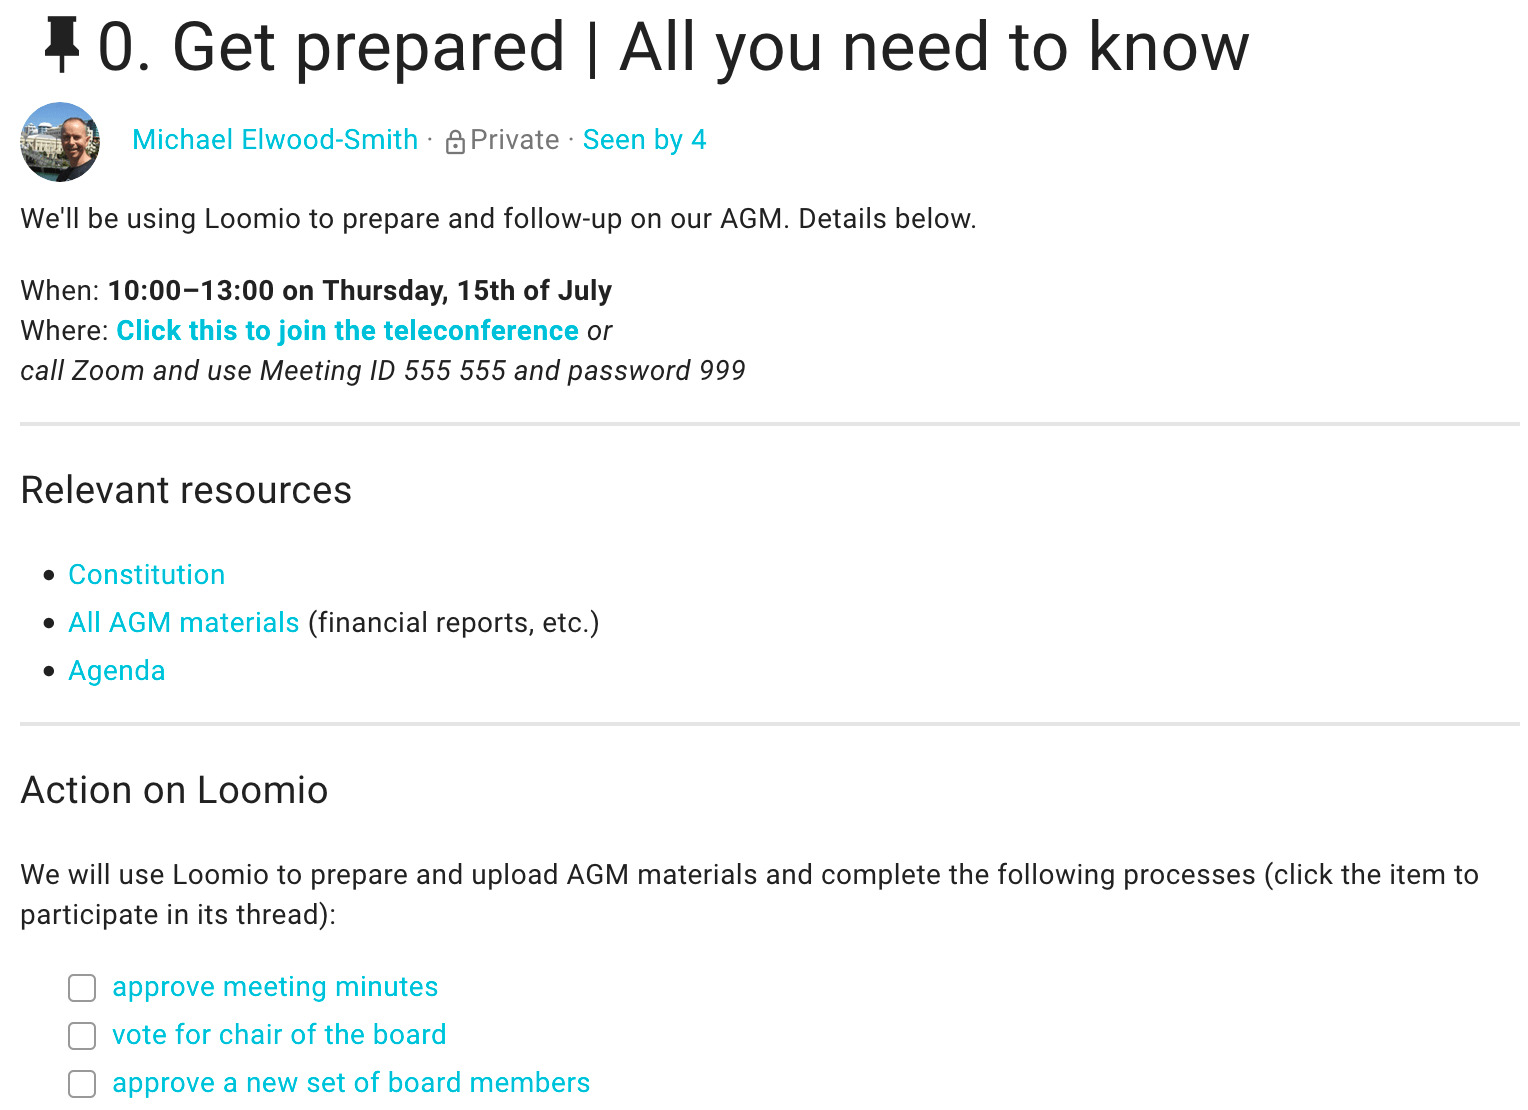 0. Get prepared | All you need to know
Michael Elwood-Smith · Private · Seen by 4
We'll be using Loomio to prepare and follow-up on our AGM. Details below.
When: 10:00–13:00 on Thursday, 15th of July
Where: Click this to join the teleconference or
call Zoom and use Meeting ID 555 555 and password 999
Relevant resources
• Constitution
• All AGM materials (financial reports, etc.)
• Agenda
Action on Loomio
We will use Loomio to prepare and upload AGM materials and complete the following processes (click the item to
participate in its thread):
approve meeting minutes
vote for chair of the board
approve a new set of board members